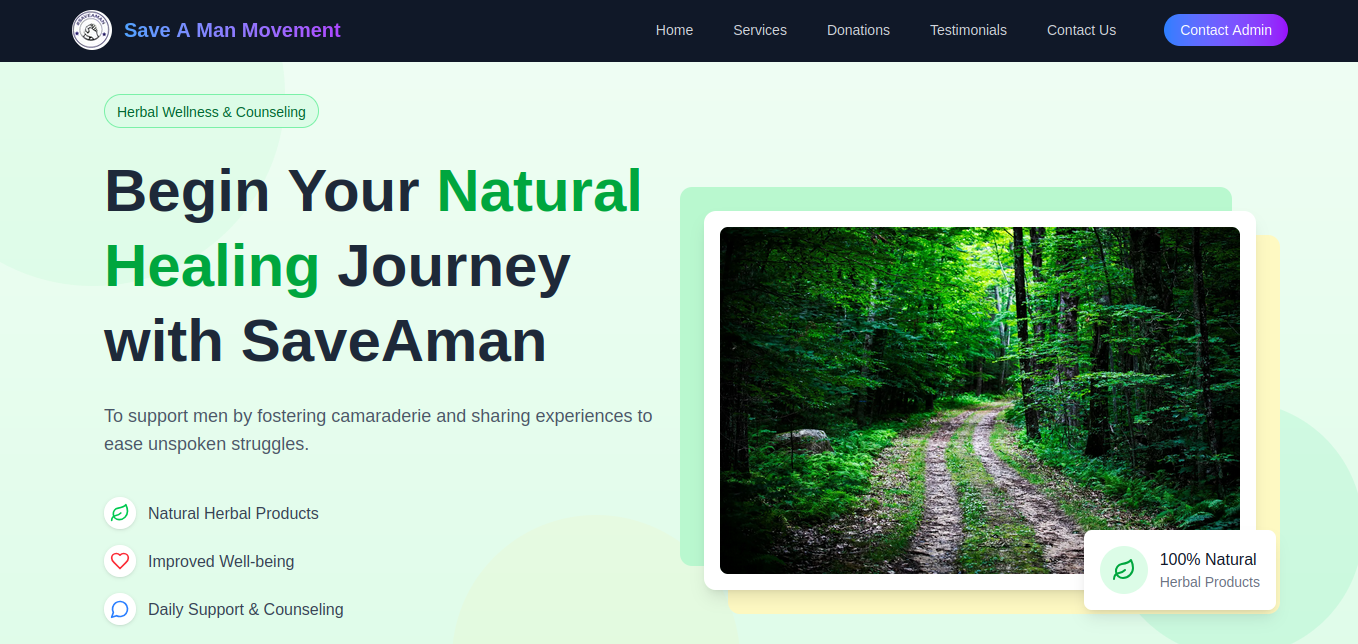 #SAVEAMAN
Save A Man Movement
Home
Services
Donations
Testimonials
Contact Us
Contact Admin
Herbal Wellness & Counseling
Begin Your Natural
Healing Journey
with SaveAman
To support men by fostering camaraderie and sharing experiences to
ease unspoken struggles.
Natural Herbal Products
Improved Well-being
Daily Support & Counseling
100% Natural
Herbal Products